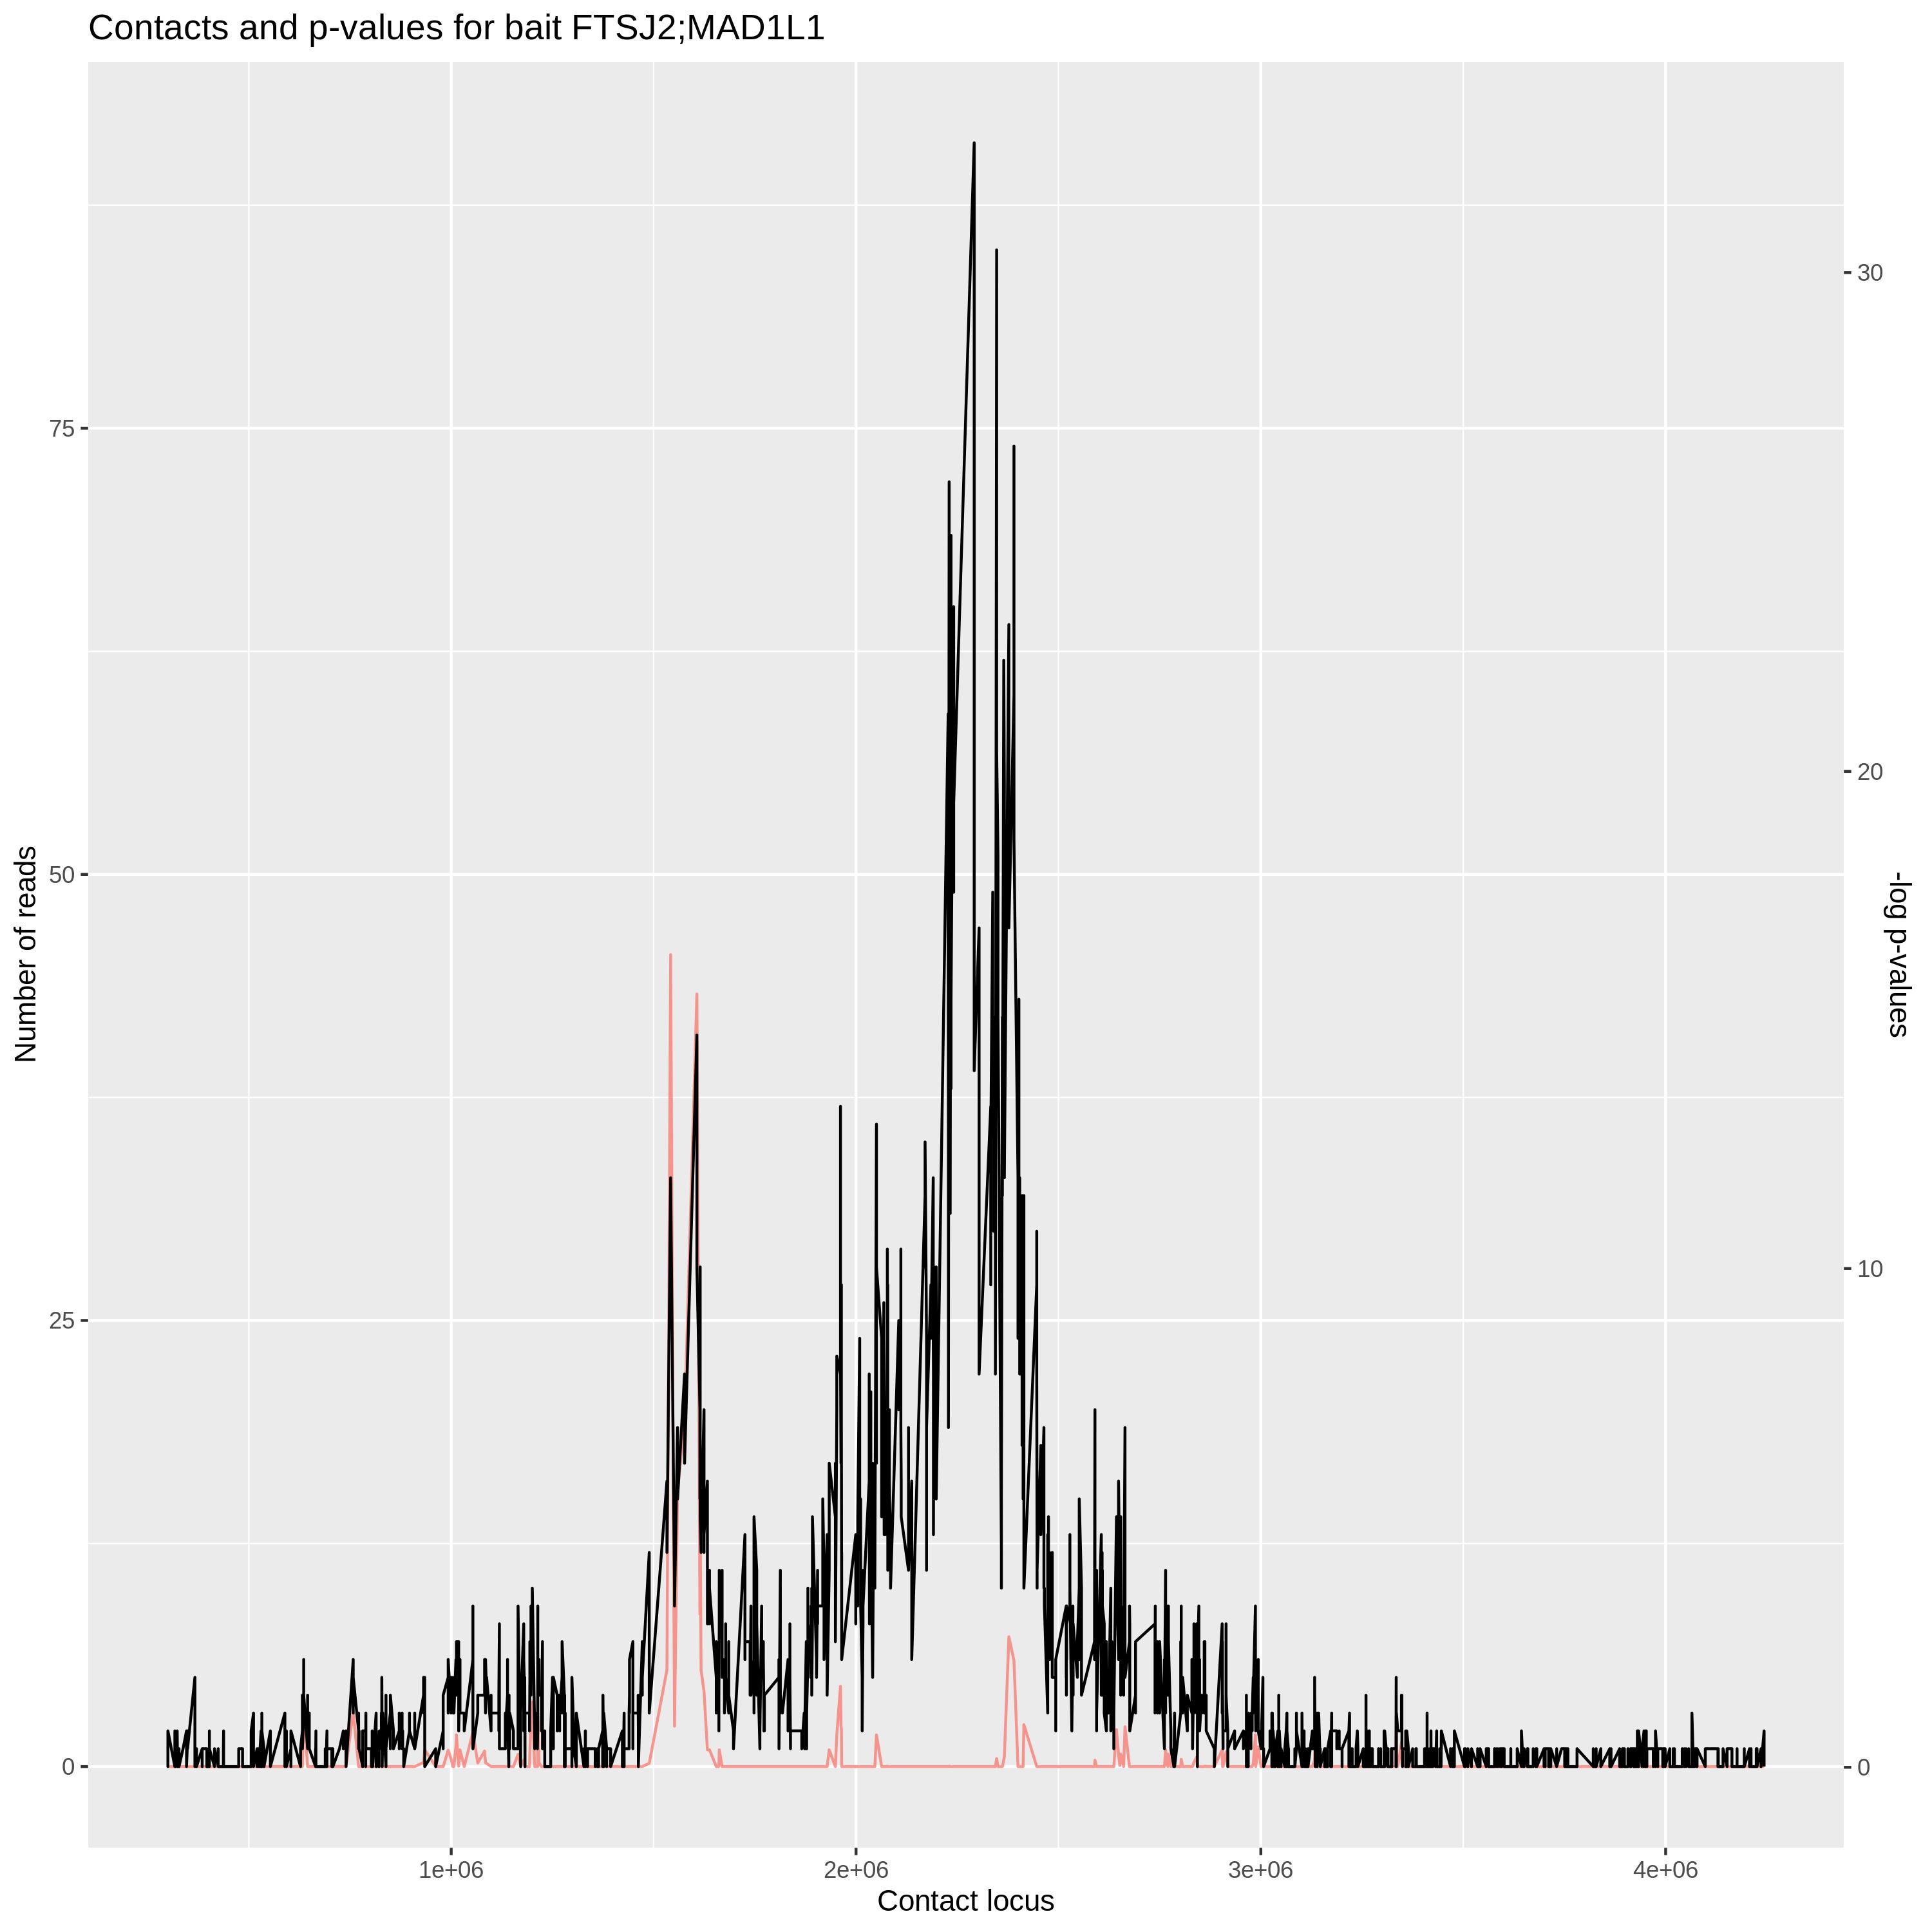 Contacts and p-values for bait FTSJ2;MAD1L1
75
50
25
0
30
20
10
0
Number of reads
-log p-values
1e+06
2e+06
3e+06
4e+06
Contact locus